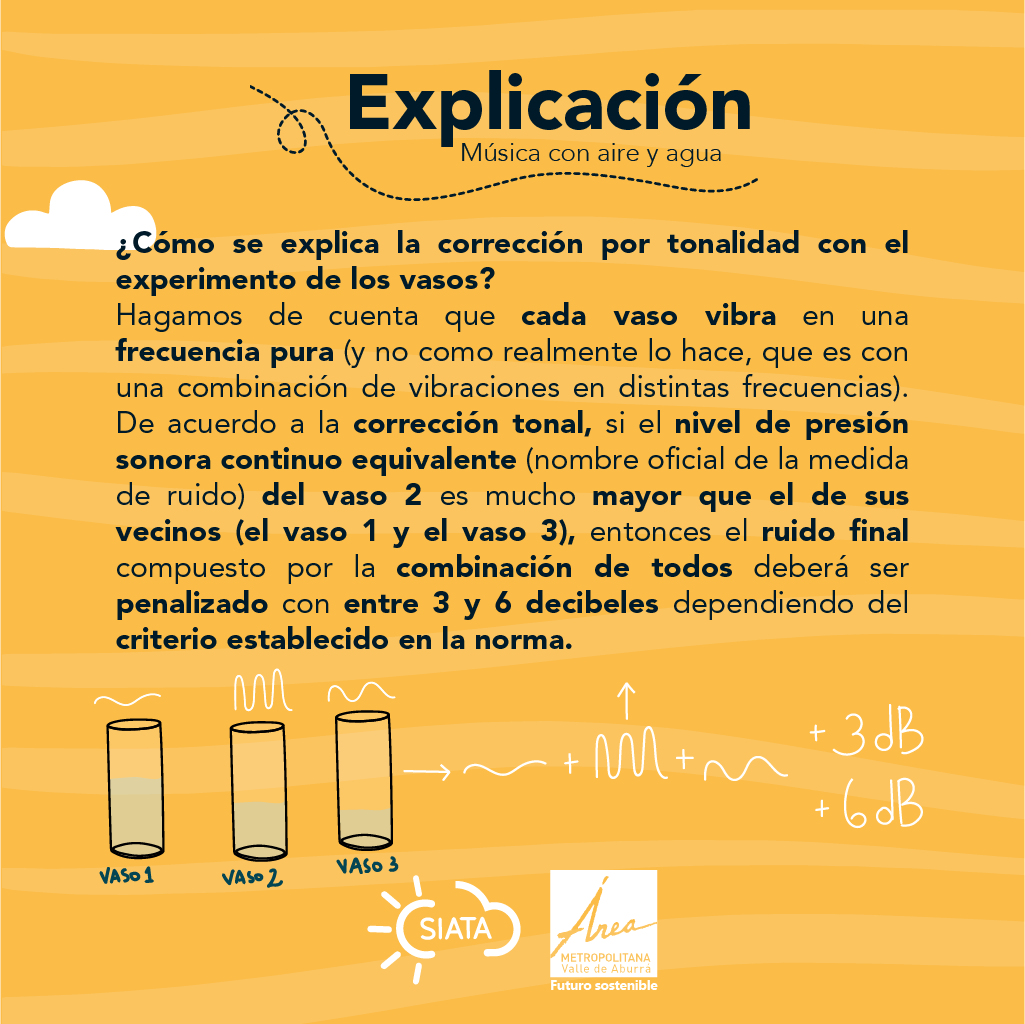 Explicación
Música con aire y agua
¿Cómo se explica la corrección por tonalidad con el
experimento de los vasos?
Hagamos de cuenta que cada vaso vibra en una
frecuencia pura (y no como realmente lo hace, que es con
una combinación de vibraciones en distintas frecuencias).
De acuerdo a la corrección tonal, si el nivel de presión
sonora continuo equivalente (nombre oficial de la medida
de ruido) del vaso 2 es mucho mayor que el de sus
vecinos (el vaso 1 y el vaso 3), entonces el ruido final
compuesto por la combinación de todos deberá ser
penalizado con entre 3 y 6 decibeles dependiendo del
criterio establecido en la norma.
+ + + 3 dB
+ 6 dB
VASO 1 VASO 2 VASO 3
SIATA
Área
METROPOLITANA
Valle de Aburrá
Futuro sostenible